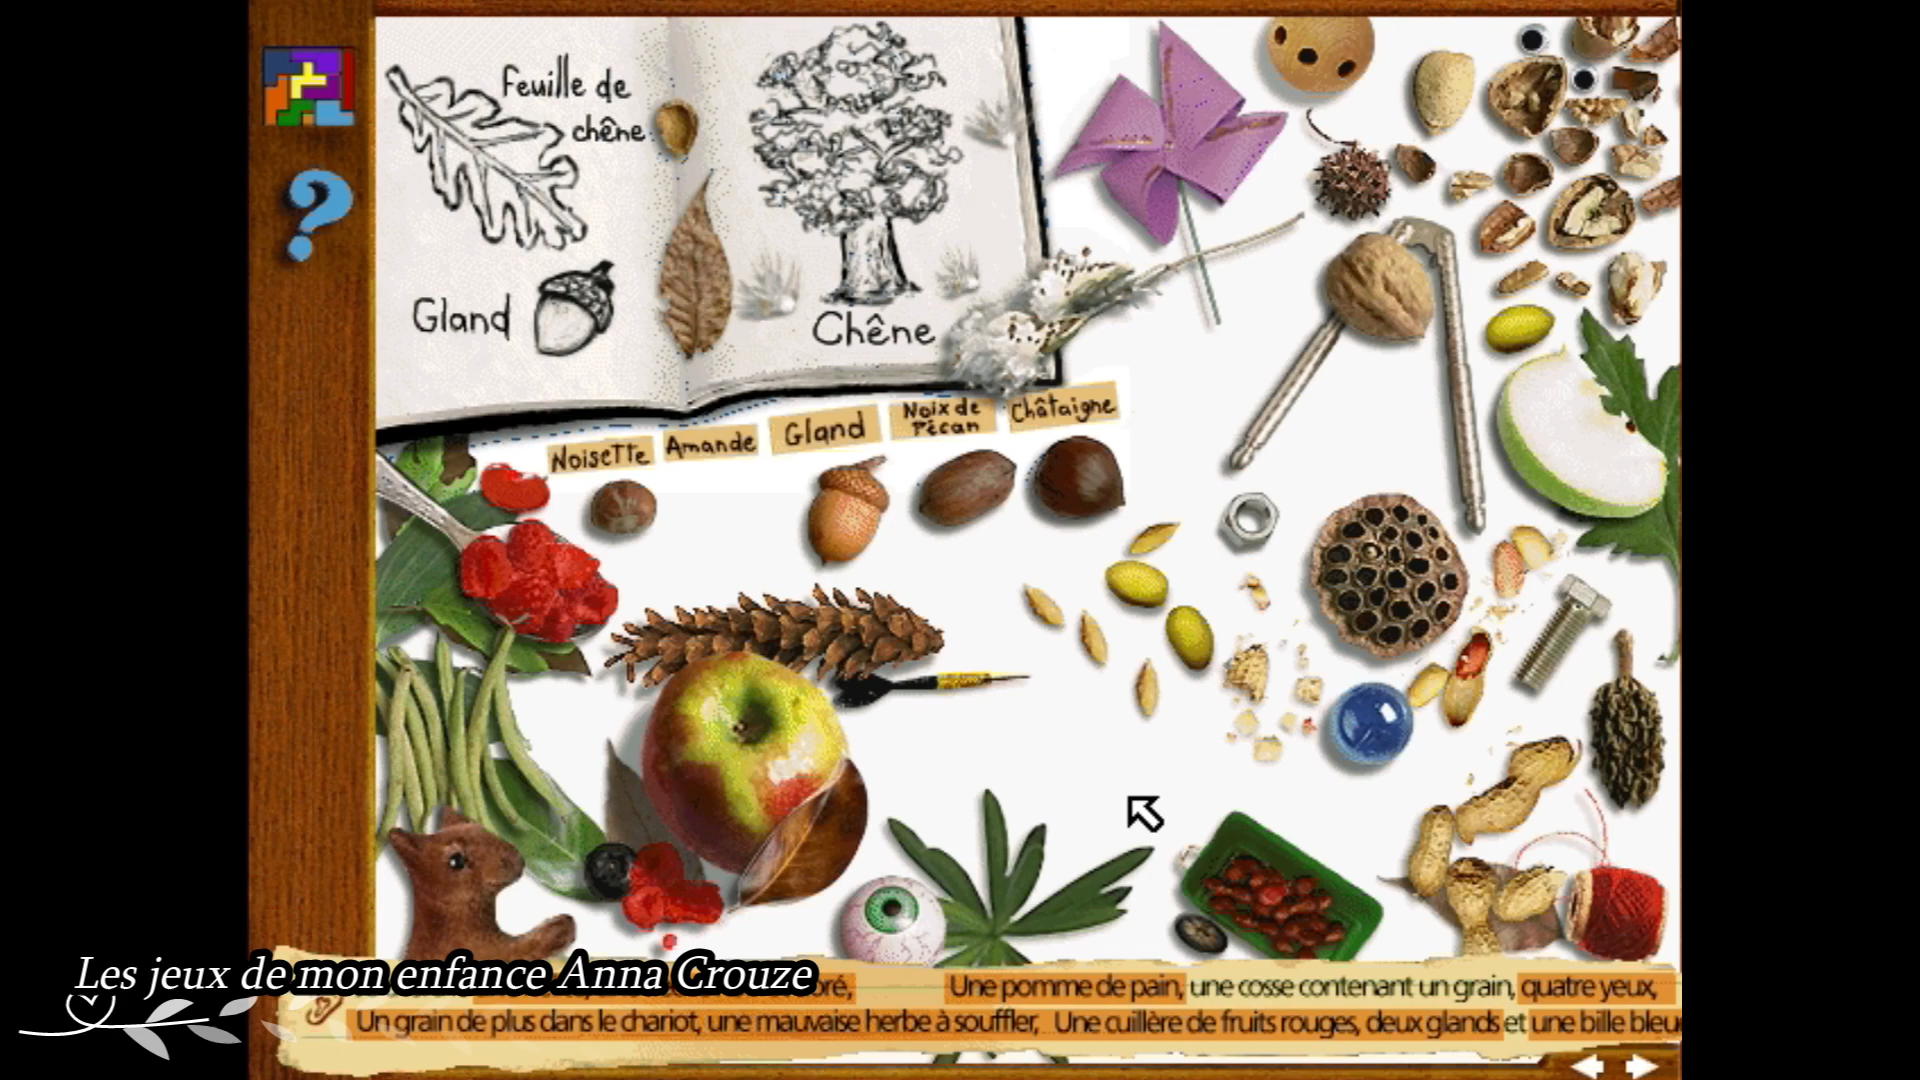 Feuille de
chêne
Gland
Chêne
Noisette
Amande
Gland
Noix de
Pécan
Châtaigne
Les jeux de mon enfance Anna Crouze
Une pomme de pain, une cosse contenant un grain, quatre yeux,
Un grain de plus dans le chariot, une mauvaise herbe à souffler, Une cuillère de fruits rouges, deux glands et une bille bleu